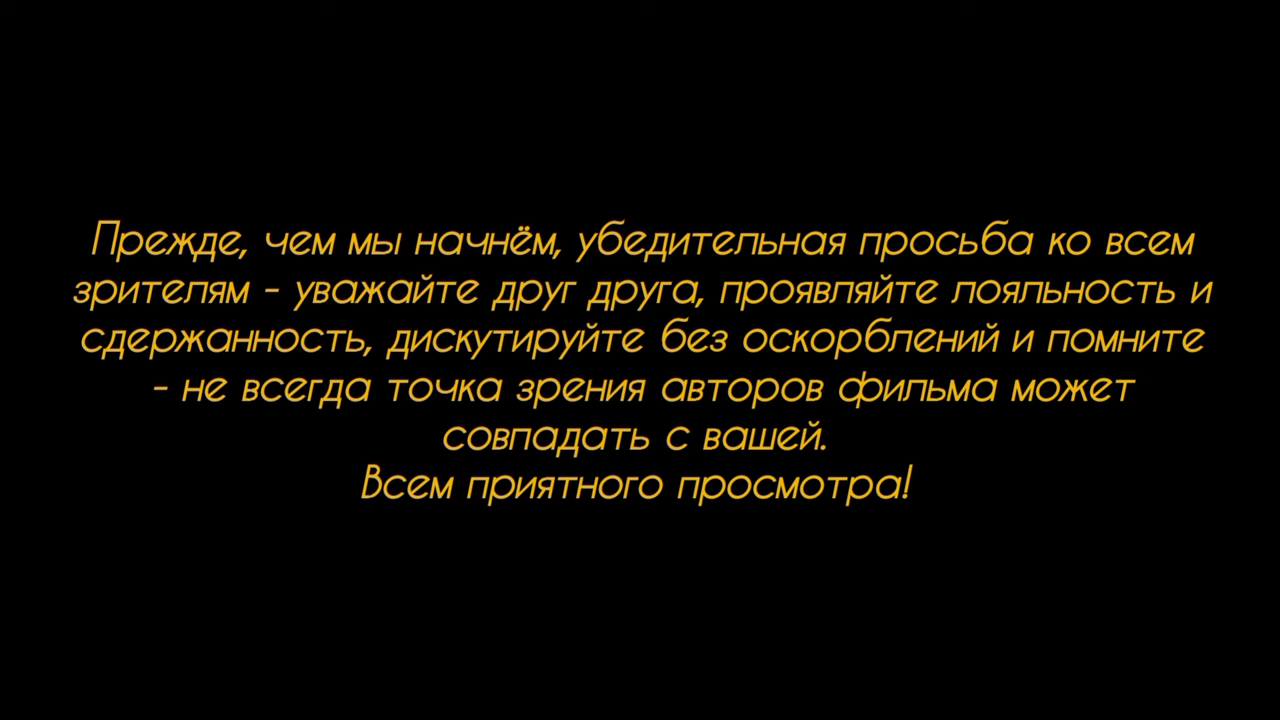 Прежде, чем мы начнём, убедительная просьба ко всем
зрителям - уважайте друг друга, проявляйте лояльность и
сдержанность, дискутируйте без оскорблений и помните
- не всегда точка зрения авторов фильма может
совпадать с вашей.
Всем приятного просмотра!